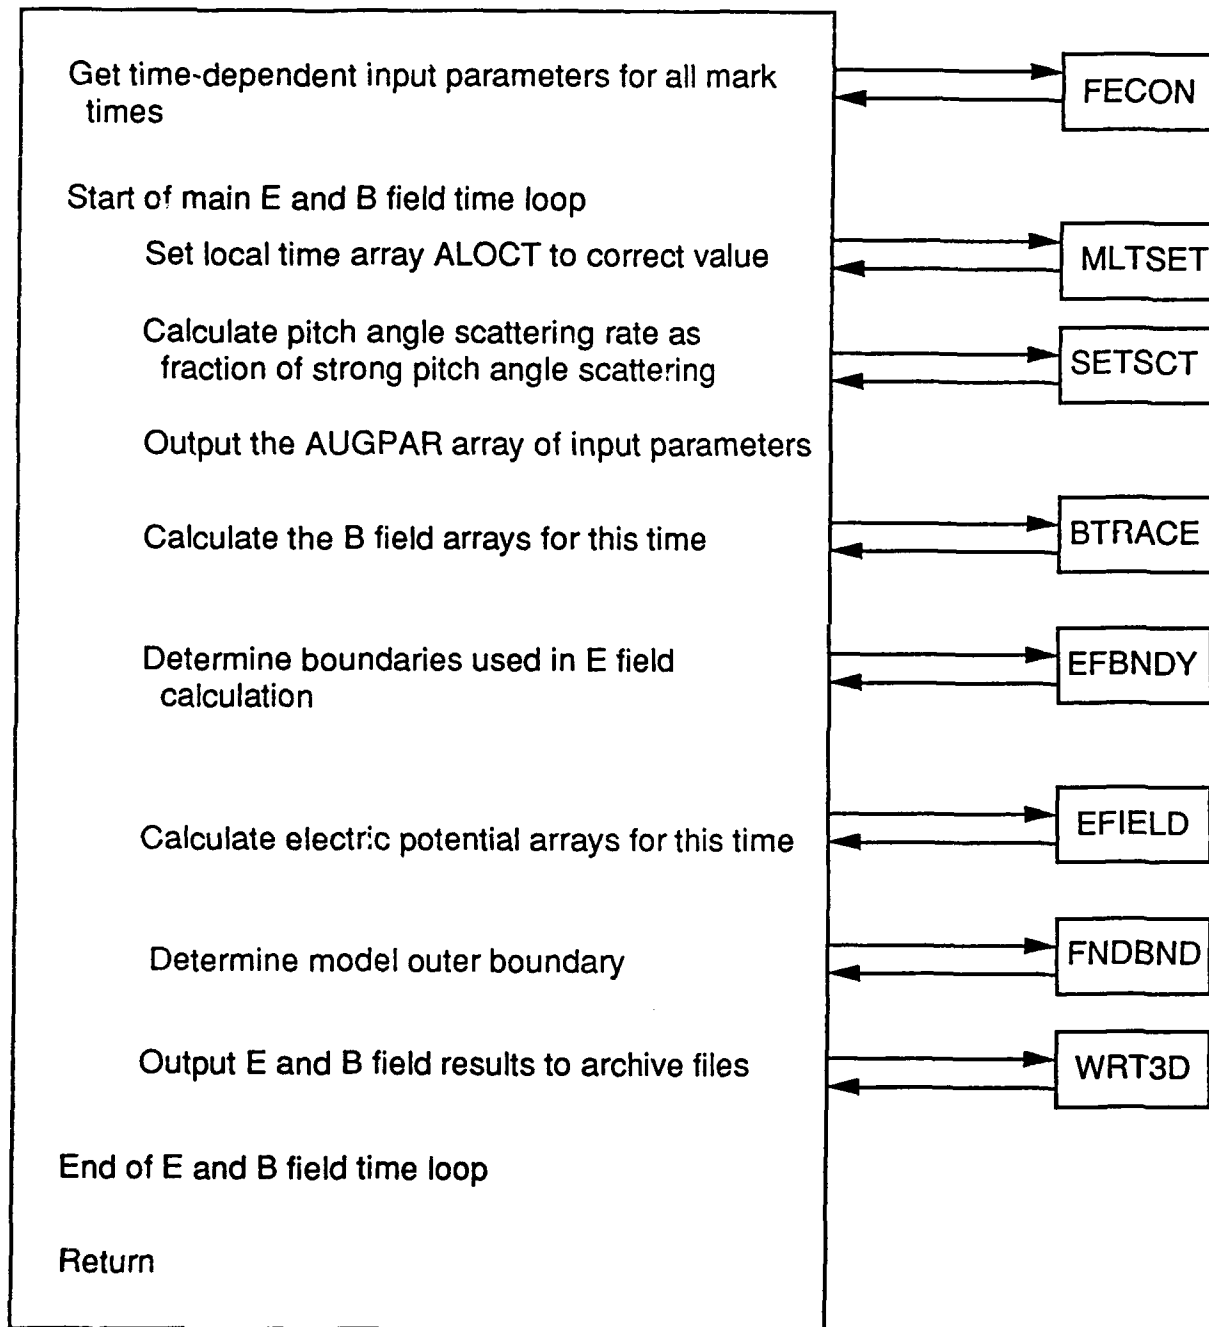 Get time-dependent input parameters for all mark
times
FECON
Start of main E and B field time loop
Set local time array ALOCT to correct value
MLTSET
Calculate pitch angle scattering rate as
fraction of strong pitch angle scattering
SETSCT
Output the AUGPAR array of input parameters
Calculate the B field arrays for this time
BTRACE
Determine boundaries used in E field
calculation
EFBNDY
Calculate electric potential arrays for this time
EFIELD
Determine model outer boundary
FNDBND
Output E and B field results to archive files
WRT3D
End of E and B field time loop
Return